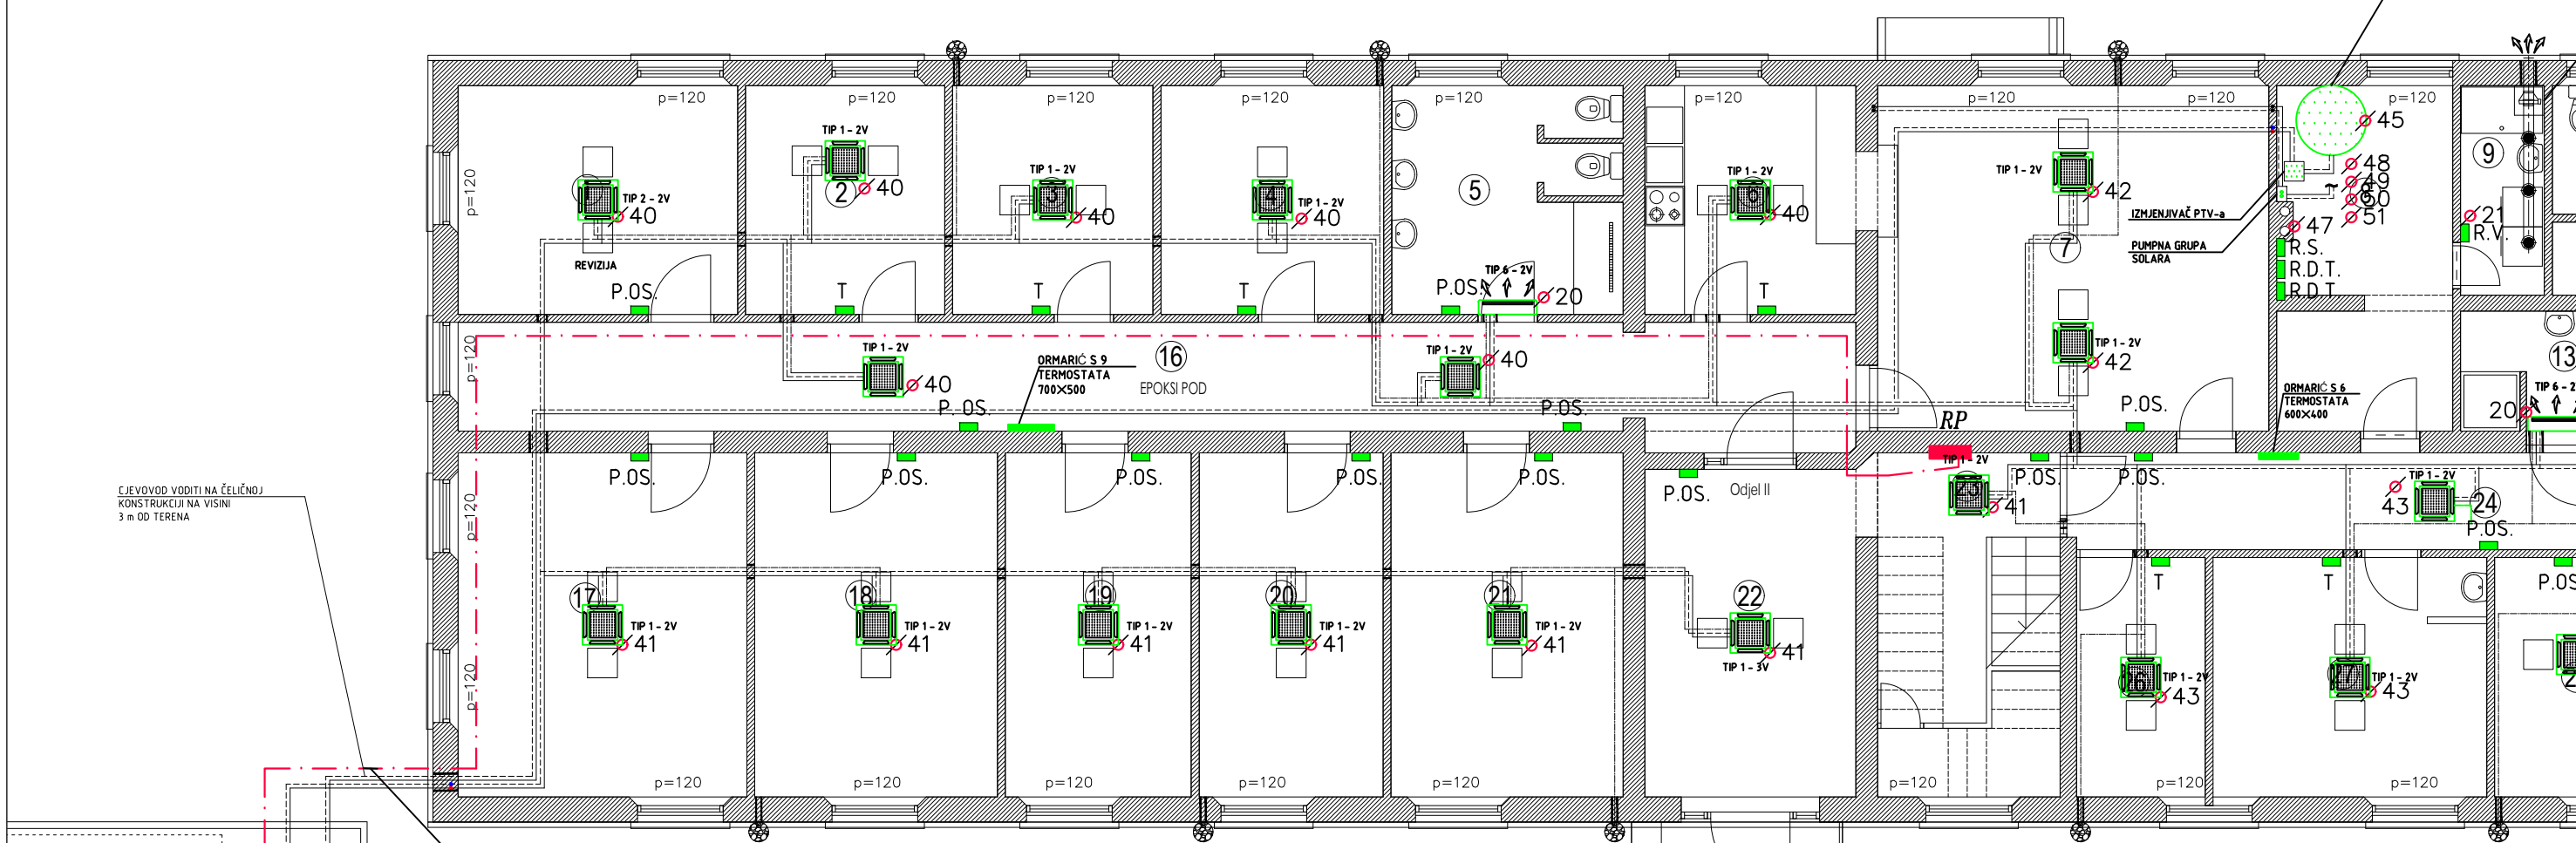 p=120
p=120
p=120
p=120
p=120
p=120
p=120
p=120
p=120
45
TIP 1 - 2V
TIP 1 - 2V
TIP 1 - 2V
TIP 1 - 2V
9
48
49
50
51
p=120
TIP 2 - 2V
40
2
40
3
40
4
TIP 1 - 2V
40
5
6
40
42
IZMJENJIVAČ PTV-a
47
21
R.V.
7
PUMPNA GRUPA
SOLARA
R.S.
R.D.T.
R.D.T
REVIZIJA
P.OS.
T
T
T
P.OS.
TIP 6 - 2V
20
T
p=120
TIP 1 - 2V
40
ORMARIĆ S 9
TERMOSTATA
700X500
16
EPOKSI POD
TIP 1 - 2V
40
TIP 1 - 2V
42
13
ORMARIĆ S 6
TERMOSTATA
600X400
TIP 6 - 2
20
P. OS.
P.OS.
RP
P.OS.
P.OS.
P.OS.
P.OS.
P.OS.
P.OS.
P.OS.
Odjel II
TIP 1 - 2V
23
41
P.OS.
P.OS.
TIP 1 - 2V
43
24
P.OS.
CJEVOVOD VODITI NA ČELIČNOJ
KONSTRUKCIJI NA VISINI
3 m OD TERENA
p=120
T
T
P.OS
17
TIP 1 - 2V
41
18
TIP 1 - 2V
41
19
TIP 1 - 2V
41
20
TIP 1 - 2V
41
21
TIP 1 - 2V
41
22
41
TIP 1 - 3V
26
TIP 1 - 2V
43
27
TIP 1 - 2V
43
p=120
p=120
p=120
p=120
p=120
p=120
p=120
p=120
p=120